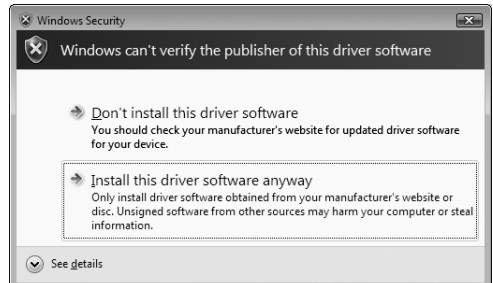 Windows Security
Windows can't verify the publisher of this driver software
Don't install this driver software
You should check your manufacturer's website for updated driver software
for your device.
Install this driver software anyway
Only install driver software obtained from your manufacturer's website or
disc. Unsigned software from other sources may harm your computer or steal
information.
See details